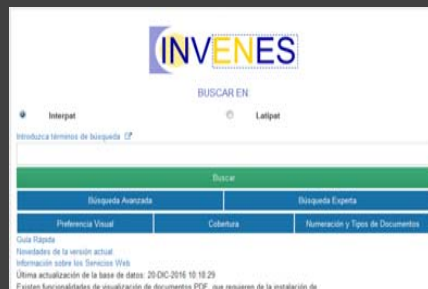 INVENES
BUSCAR EN:
Interpat Latipat
Introduzca términos de búsqueda
Buscar
Búsqueda Avanzada Búsqueda Experta
Preferencia Visual Cobertura Numeración y Tipos de Documentos
Guía Rápida
Novedades de la versión actual
Información sobre los Servicios Web
Última actualización de la base de datos: 20-DIC-2016 10:18:29
Existen funcionalidades de visualización de documentos PDF, que requieren de la instalación de